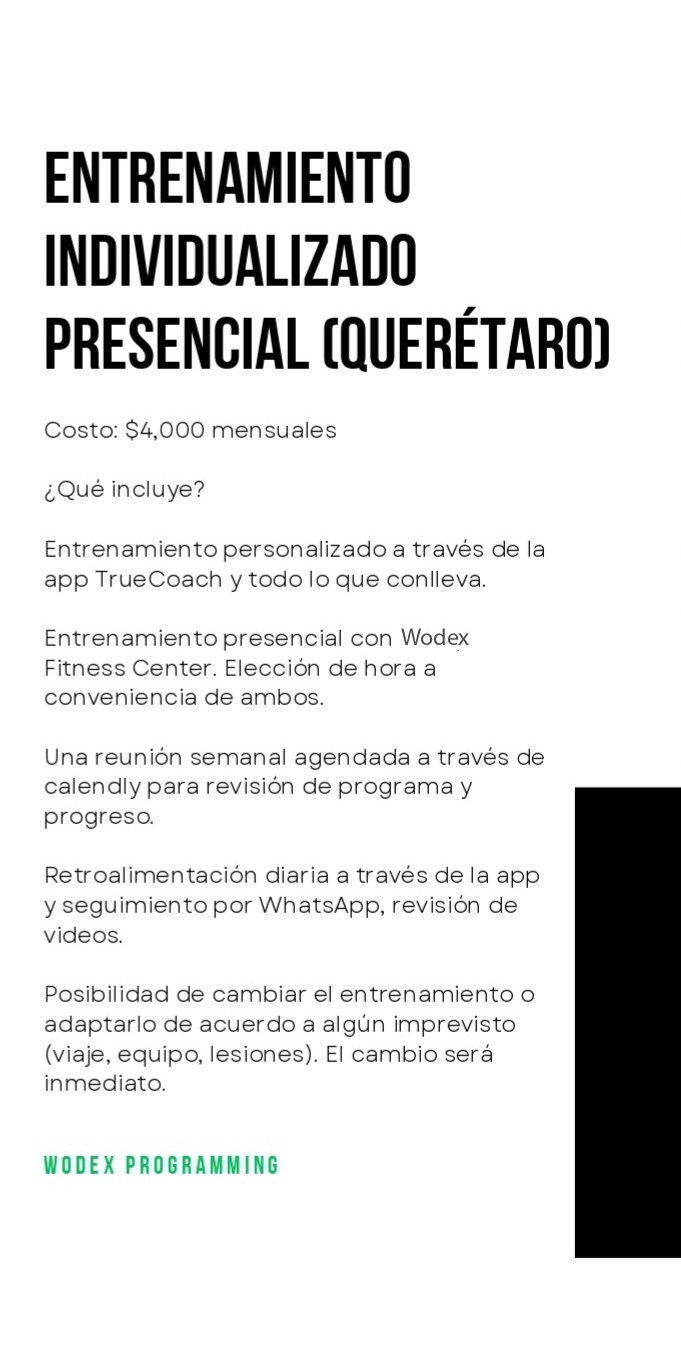 ENTRENAMIENTO
INDIVIDUALIZADO
PRESENCIAL (QUERÉTARO)
Costo: $4,000 mensuales
¿Qué incluye?
Entrenamiento personalizado a través de la
app TrueCoach y todo lo que conlleva.
Entrenamiento presencial con Wodex
Fitness Center. Elección de hora a
conveniencia de ambos.
Una reunión semanal agendada a través de
calendly para revisión de programa y
progreso.
Retroalimentación diaria a través de la app
y seguimiento por WhatsApp, revisión de
videos.
Posibilidad de cambiar el entrenamiento o
adaptarlo de acuerdo a algún imprevisto
(viaje, equipo, lesiones). El cambio será
inmediato.
WODEX PROGRAMMING